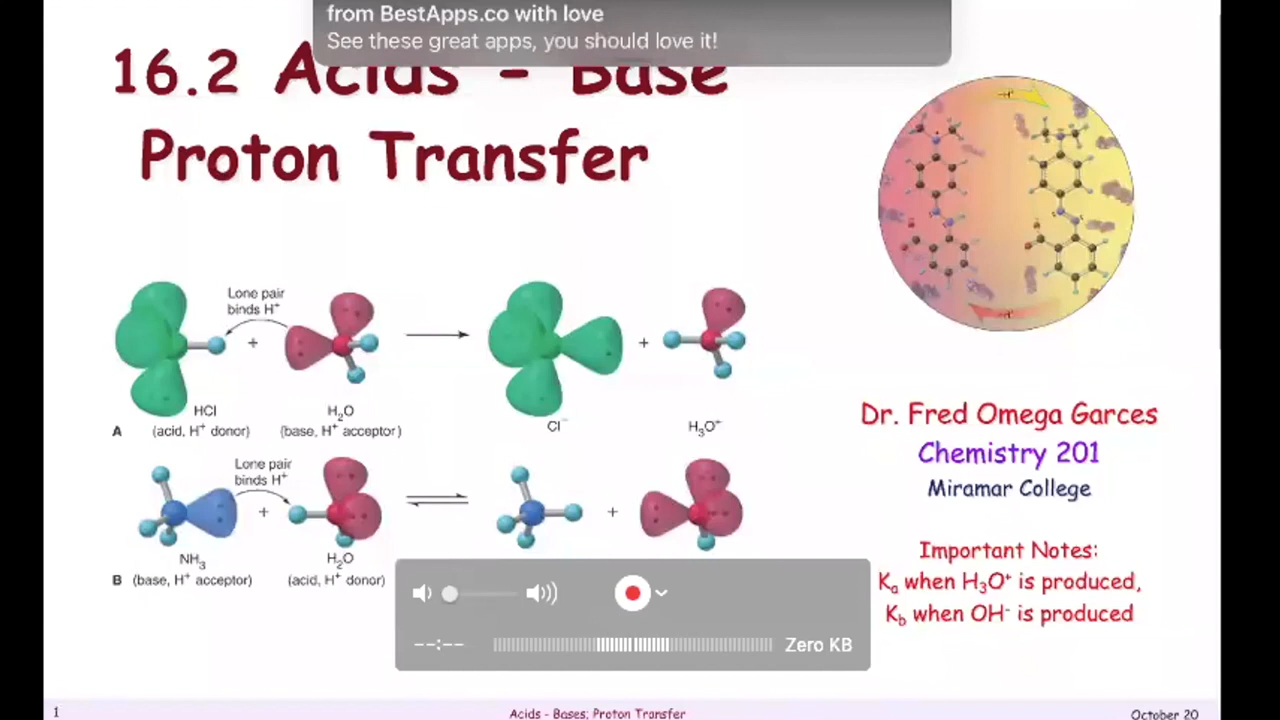 from BestApps.co with love
See these great apps, you should love it!
16.2 Acids - Base
Proton Transfer
-H⁺
+H⁺
Lone pair
binds H⁺
+
+
HCl
H₂O
Cl⁻
H₃O⁺
A (acid, H⁺ donor) (base, H⁺ acceptor)
Lone pair
binds H⁺
+
+
NH₃
H₂O
B (base, H⁺ acceptor) (acid, H⁺ donor)
Dr. Fred Omega Garces
Chemistry 201
Miramar College
Important Notes:
Kₐ when H₃O⁺ is produced,
K_b when OH⁻ is produced
--:--
Zero KB
1
Acids - Bases; Proton Transfer
October 20